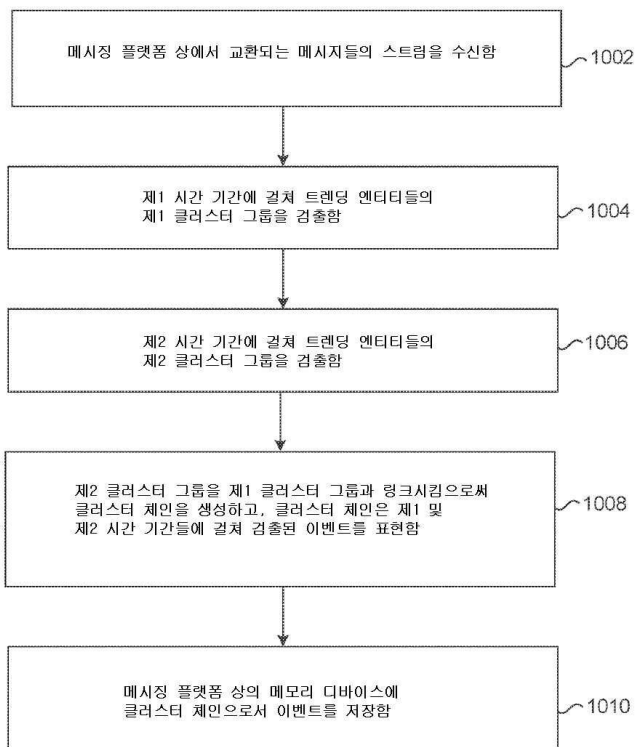 메시징 플랫폼 상에서 교환되는 메시지들의 스트림을 수신함
1002
제1 시간 기간에 걸쳐 트렌딩 엔티티들의
제1 클러스터 그룹을 검출함
1004
제2 시간 기간에 걸쳐 트렌딩 엔티티들의
제2 클러스터 그룹을 검출함
1006
제2 클러스터 그룹을 제1 클러스터 그룹과 링크시킴으로써
클러스터 체인을 생성하고, 클러스터 체인은 제1 및
제2 시간 기간들에 걸쳐 검출된 이벤트를 표현함
1008
메시징 플랫폼 상의 메모리 디바이스에
클러스터 체인으로서 이벤트를 저장함
1010